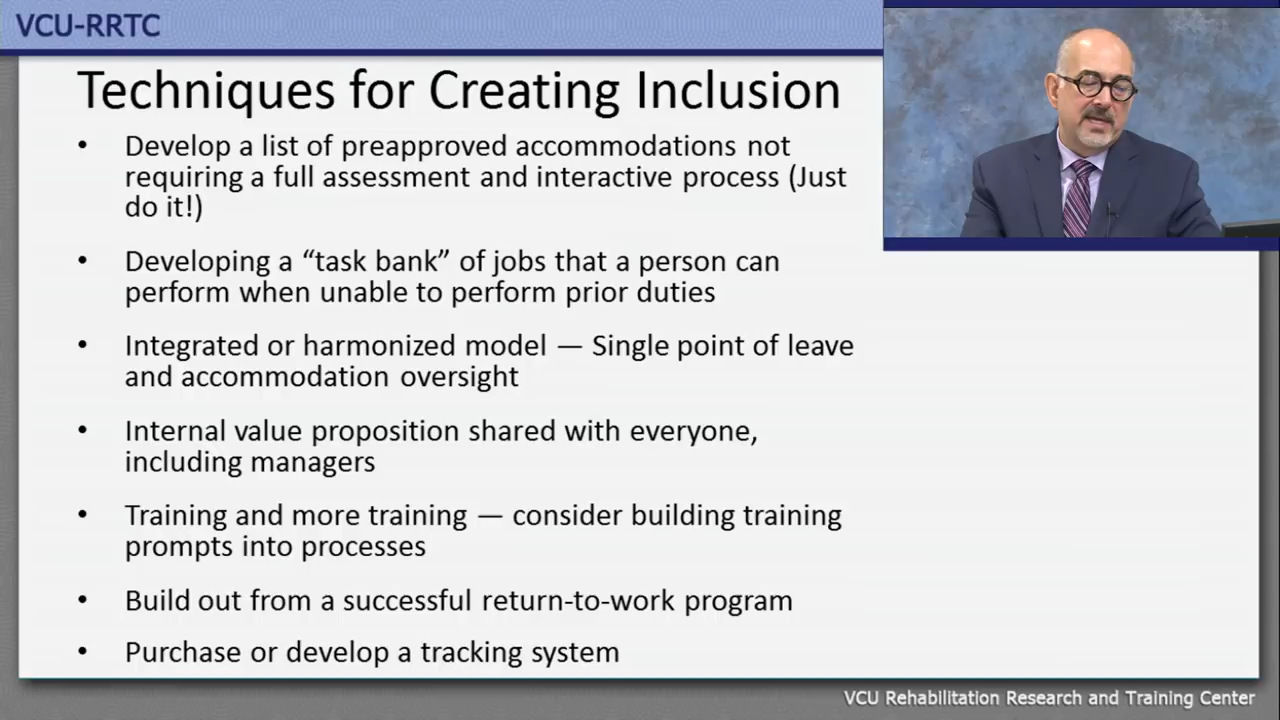 VCU-RRTC
Techniques for Creating Inclusion
• Develop a list of preapproved accommodations not
requiring a full assessment and interactive process (Just
do it!)
• Developing a “task bank” of jobs that a person can
perform when unable to perform prior duties
• Integrated or harmonized model — Single point of leave
and accommodation oversight
• Internal value proposition shared with everyone,
including managers
• Training and more training — consider building training
prompts into processes
• Build out from a successful return-to-work program
• Purchase or develop a tracking system
VCU Rehabilitation Research and Training Center